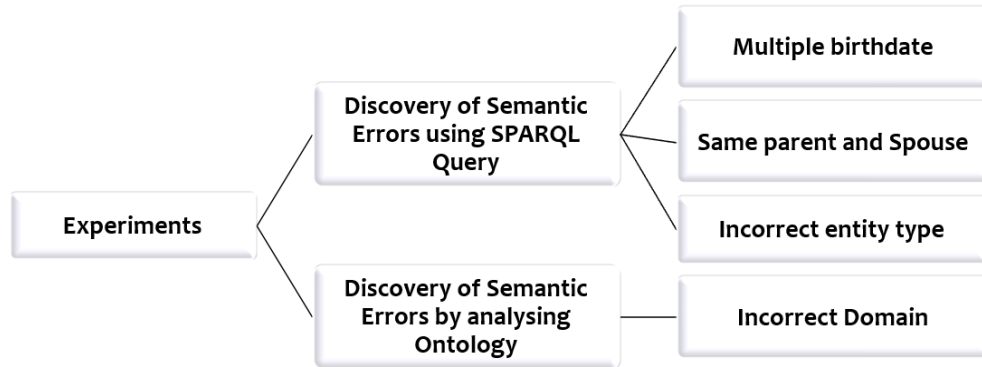 Experiments
Discovery of Semantic
Errors using SPARQL
Query
Multiple birthdate
Same parent and Spouse
Incorrect entity type
Discovery of Semantic
Errors by analysing
Ontology
Incorrect Domain